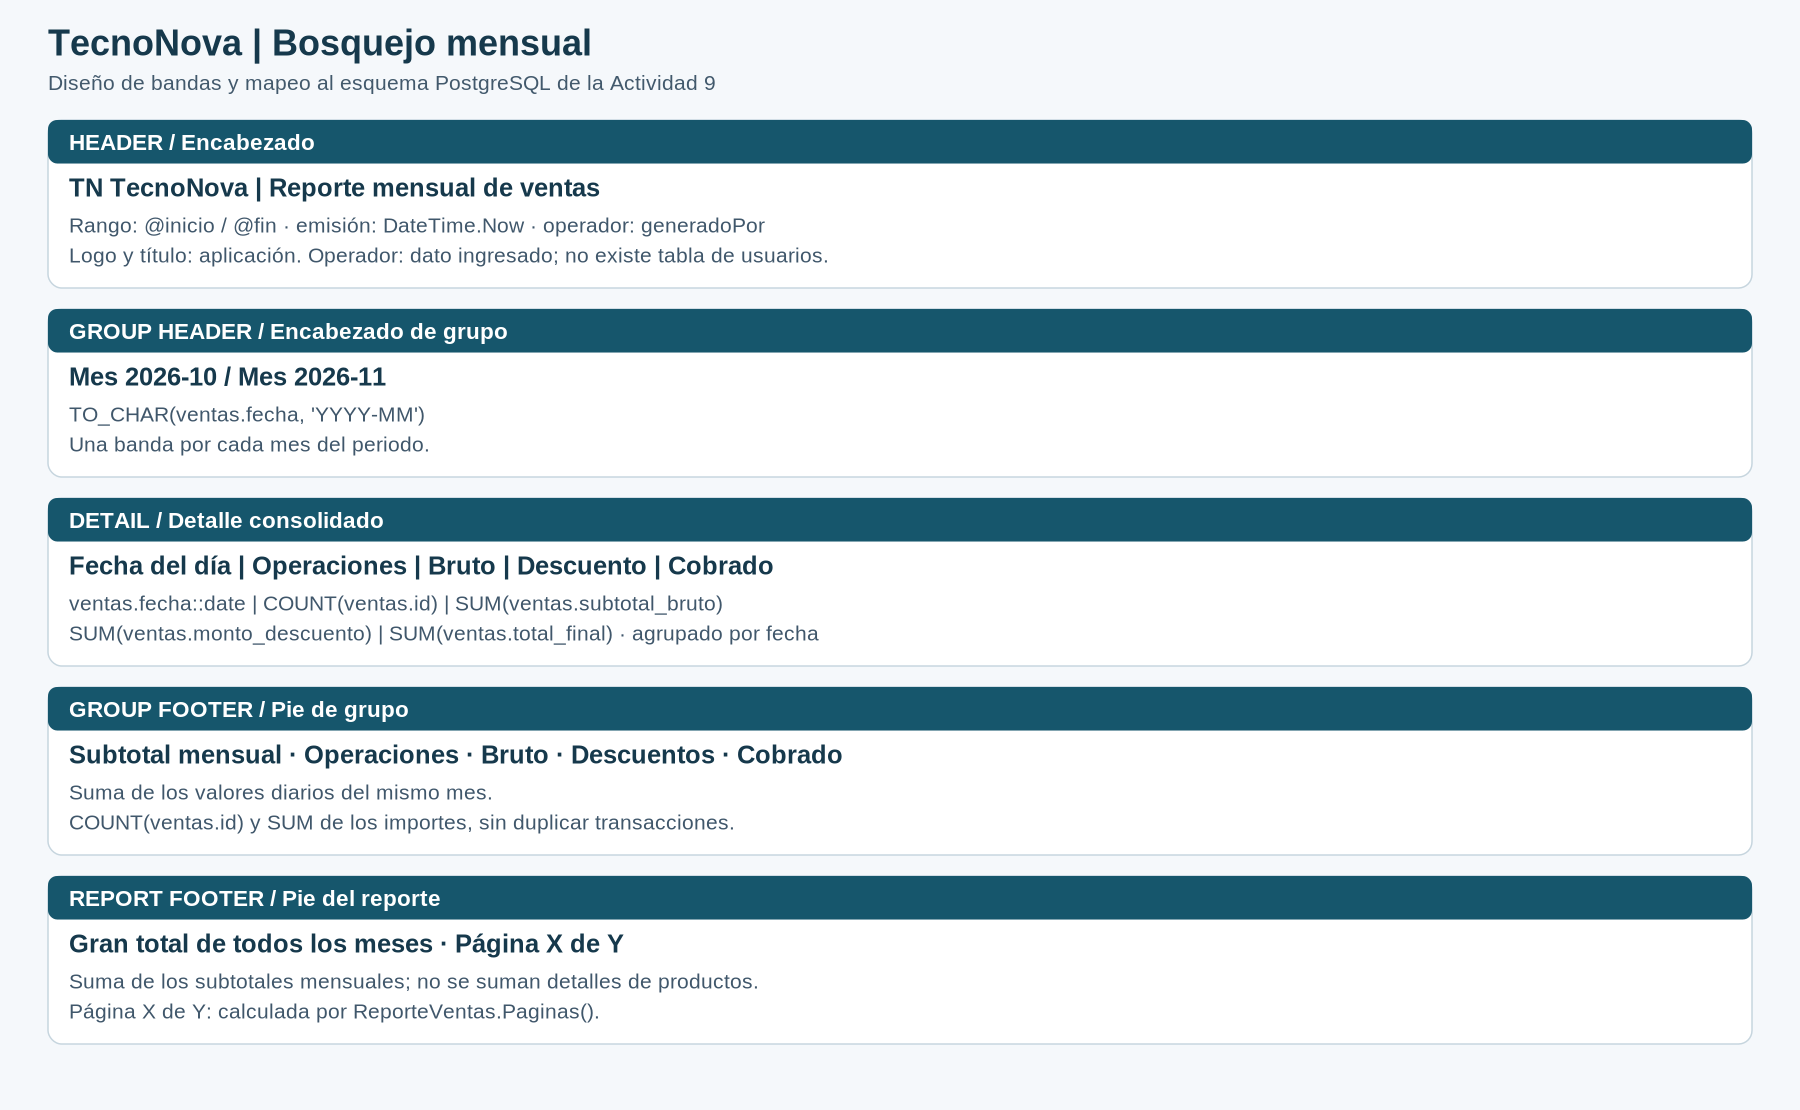 TecnoNova | Bosquejo mensual
Diseño de bandas y mapeo al esquema PostgreSQL de la Actividad 9
HEADER / Encabezado
TN TecnoNova | Reporte mensual de ventas
Rango: @inicio / @fin · emisión: DateTime.Now · operador: generadoPor
Logo y título: aplicación. Operador: dato ingresado; no existe tabla de usuarios.
GROUP HEADER / Encabezado de grupo
Mes 2026-10 / Mes 2026-11
TO_CHAR(ventas.fecha, 'YYYY-MM')
Una banda por cada mes del periodo.
DETAIL / Detalle consolidado
Fecha del día | Operaciones | Bruto | Descuento | Cobrado
ventas.fecha::date | COUNT(ventas.id) | SUM(ventas.subtotal_bruto)
SUM(ventas.monto_descuento) | SUM(ventas.total_final) · agrupado por fecha
GROUP FOOTER / Pie de grupo
Subtotal mensual · Operaciones · Bruto · Descuentos · Cobrado
Suma de los valores diarios del mismo mes.
COUNT(ventas.id) y SUM de los importes, sin duplicar transacciones.
REPORT FOOTER / Pie del reporte
Gran total de todos los meses · Página X de Y
Suma de los subtotales mensuales; no se suman detalles de productos.
Página X de Y: calculada por ReporteVentas.Paginas().